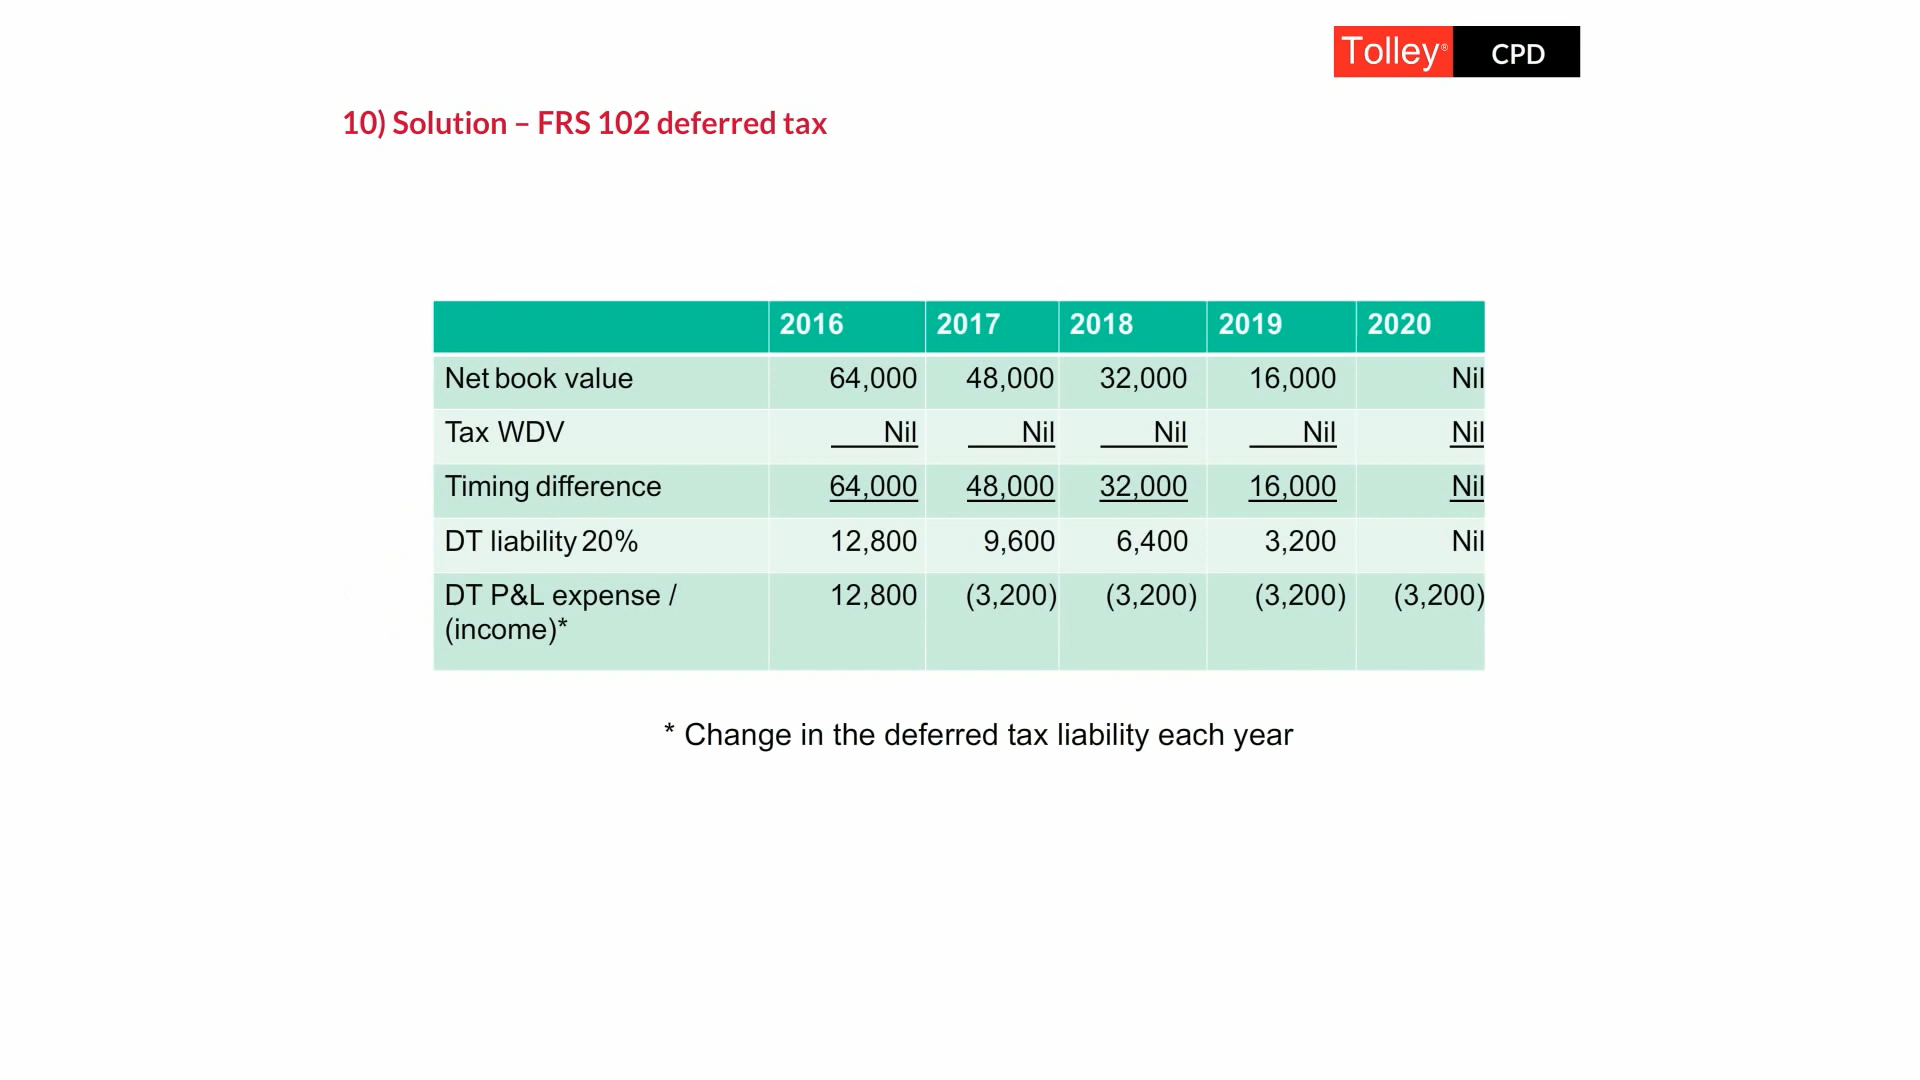 Tolley® CPD
10) Solution – FRS 102 deferred tax
2016 2017 2018 2019 2020
Net book value 64,000 48,000 32,000 16,000 Nil
Tax WDV Nil Nil Nil Nil Nil
Timing difference 64,000 48,000 32,000 16,000 Nil
DT liability 20% 12,800 9,600 6,400 3,200 Nil
DT P&L expense / 12,800 (3,200) (3,200) (3,200) (3,200)
(income)*
* Change in the deferred tax liability each year